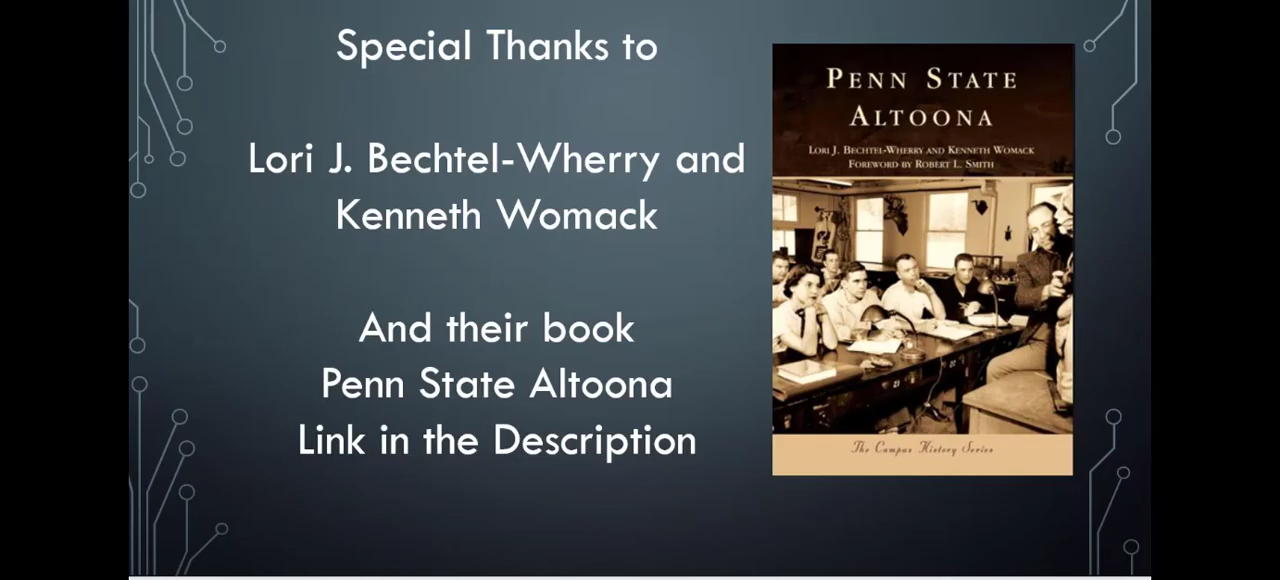 Special Thanks to
Lori J. Bechtel-Wherry and
Kenneth Womack
And their book
Penn State Altoona
Link in the Description
PENN STATE
ALTOONA
LORI J. BECHTEL-WHERRY AND KENNETH WOMACK
FOREWORD BY ROBERT L. SMITH
The Campus History Series